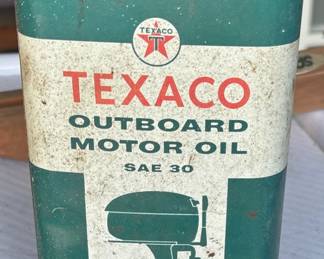 TEXACO
T
TEXACO
OUTBOARD
MOTOR OIL
SAE 30